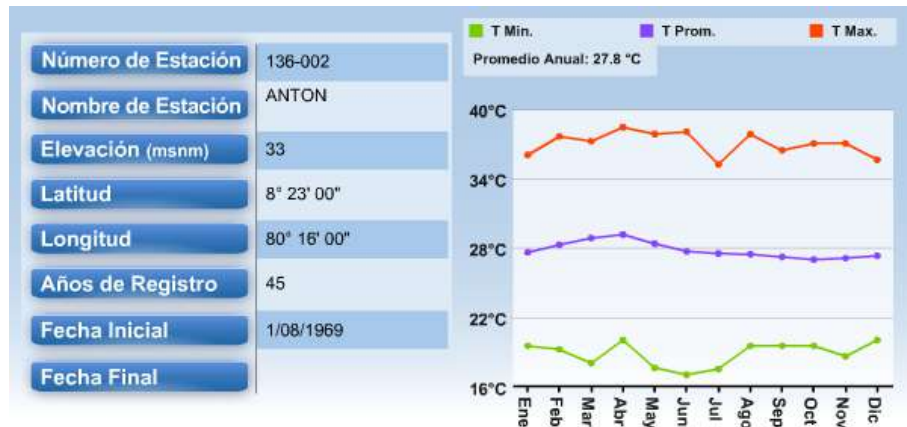 T Min.
T Prom.
T Max.
Promedio Anual: 27.8 °C
Número de Estación 136-002
Nombre de Estación ANTON
Elevación (msnm) 33
Latitud 8° 23' 00"
Longitud 80° 16' 00"
Años de Registro 45
Fecha Inicial 1/08/1969
Fecha Final
40°C
34°C
28°C
22°C
16°C
Ene
Feb
Mar
Abr
May
Jun
Jul
Ago
Sep
Oct
Nov
Dic